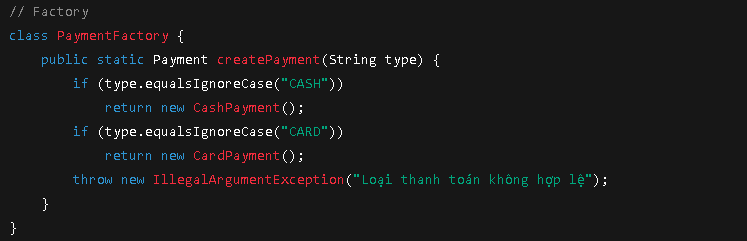 // Factory
class PaymentFactory {
    public static Payment createPayment(String type) {
        if (type.equalsIgnoreCase("CASH"))
            return new CashPayment();
        if (type.equalsIgnoreCase("CARD"))
            return new CardPayment();
        throw new IllegalArgumentException("Loại thanh toán không hợp lệ");
    }
}